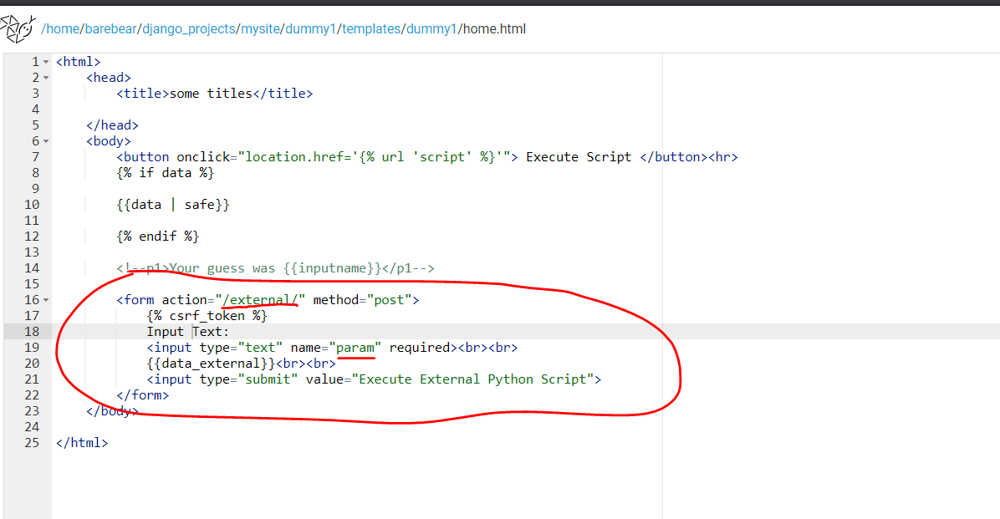 /home/barebear/django_projects/mysite/dummy1/templates/dummy1/home.html
1 <html>
2 <head>
3 <title>some titles</title>
4
5 </head>
6 <body>
7 <button onclick="location.href='{% url 'script' %}'"> Execute Script </button><hr>
8 {% if data %}
9
10 {{data | safe}}
11
12 {% endif %}
13
14 <!--p1>Your guess was {{inputname}}</p1-->
15
16 <form action="/external/" method="post">
17 {% csrf_token %}
18 Input Text:
19 <input type="text" name="param" required><br><br>
20 {{data_external}}<br><br>
21 <input type="submit" value="Execute External Python Script">
22 </form>
23 </body>
24
25 </html>